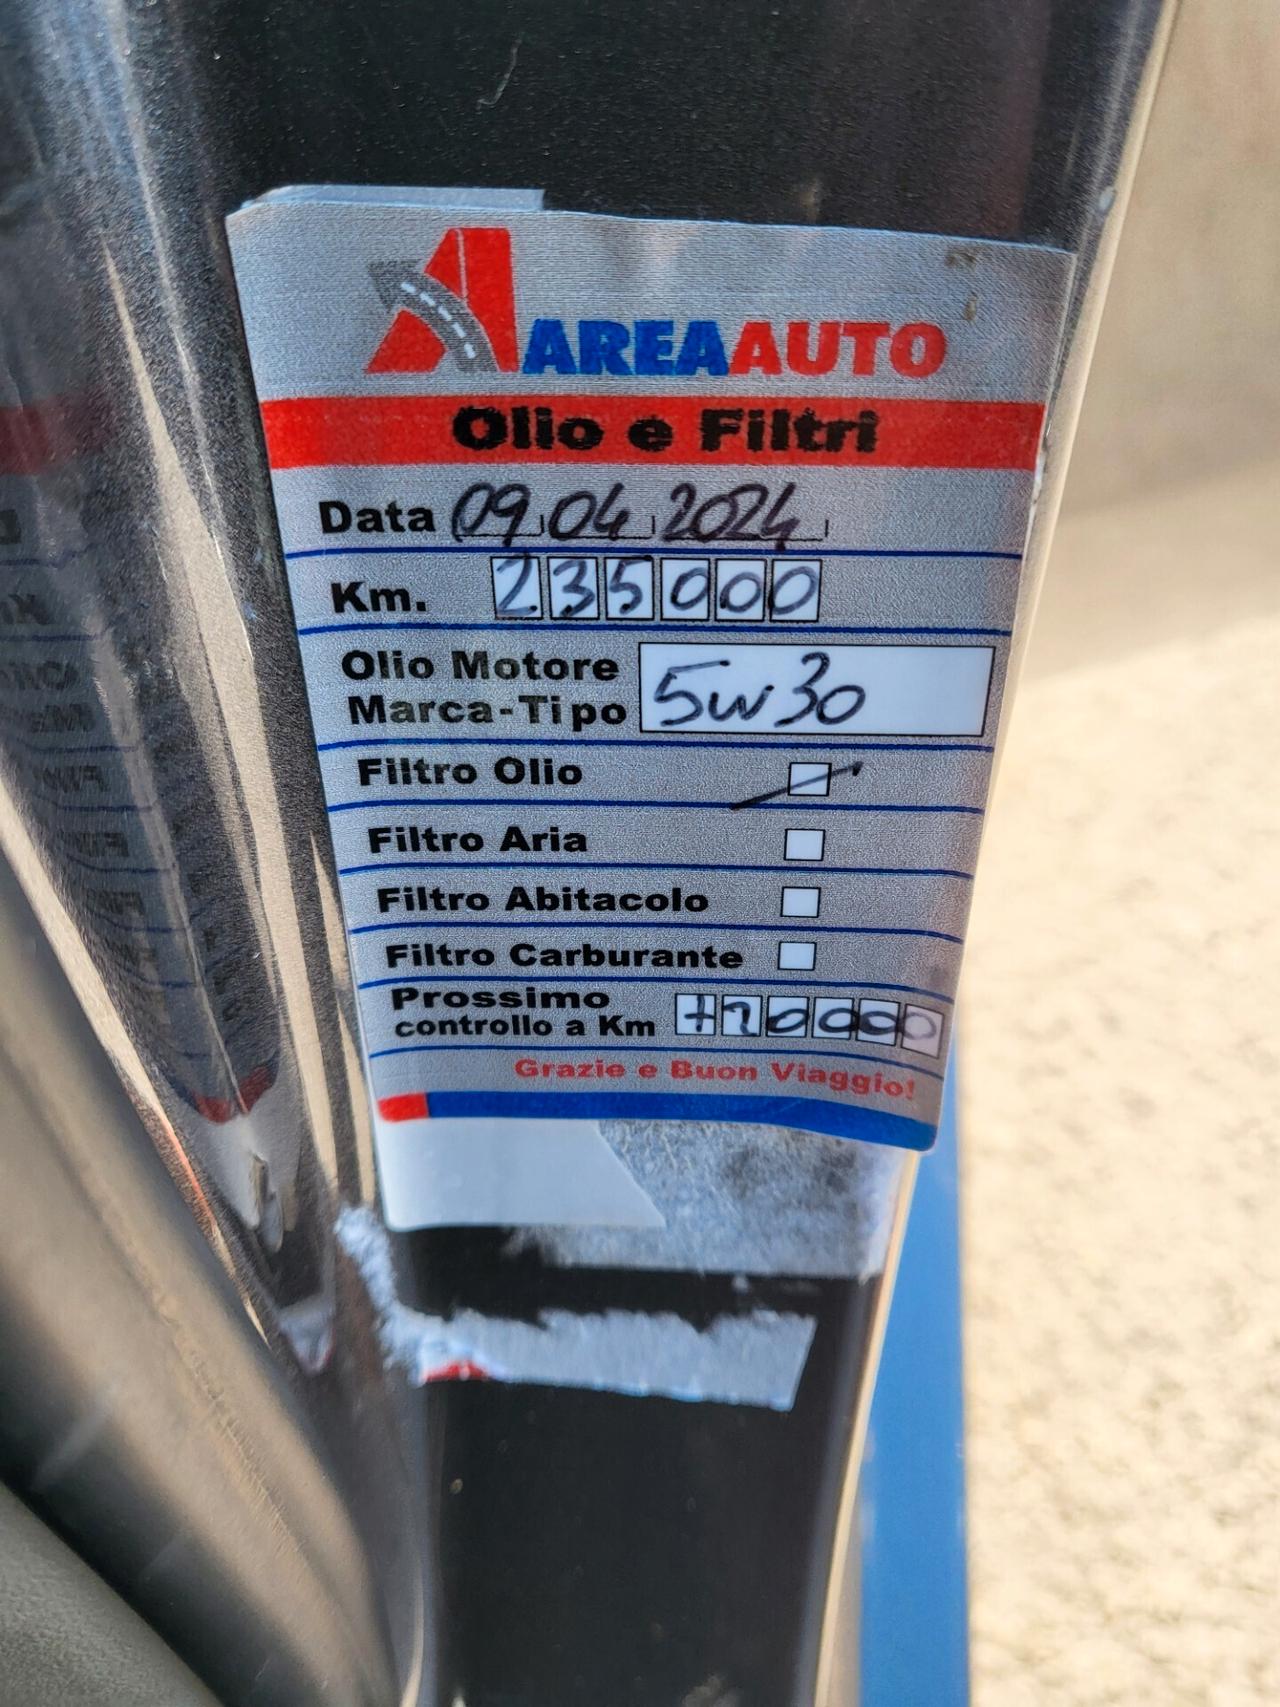 AREAAUTO
Olio e Filtri
Data 09 04 2024
Km. 235000
Olio Motore
Marca-Tipo 5w30
Filtro Olio
Filtro Aria
Filtro Abitacolo
Filtro Carburante
Prossimo
controllo a Km +20000
Grazie e Buon Viaggio!